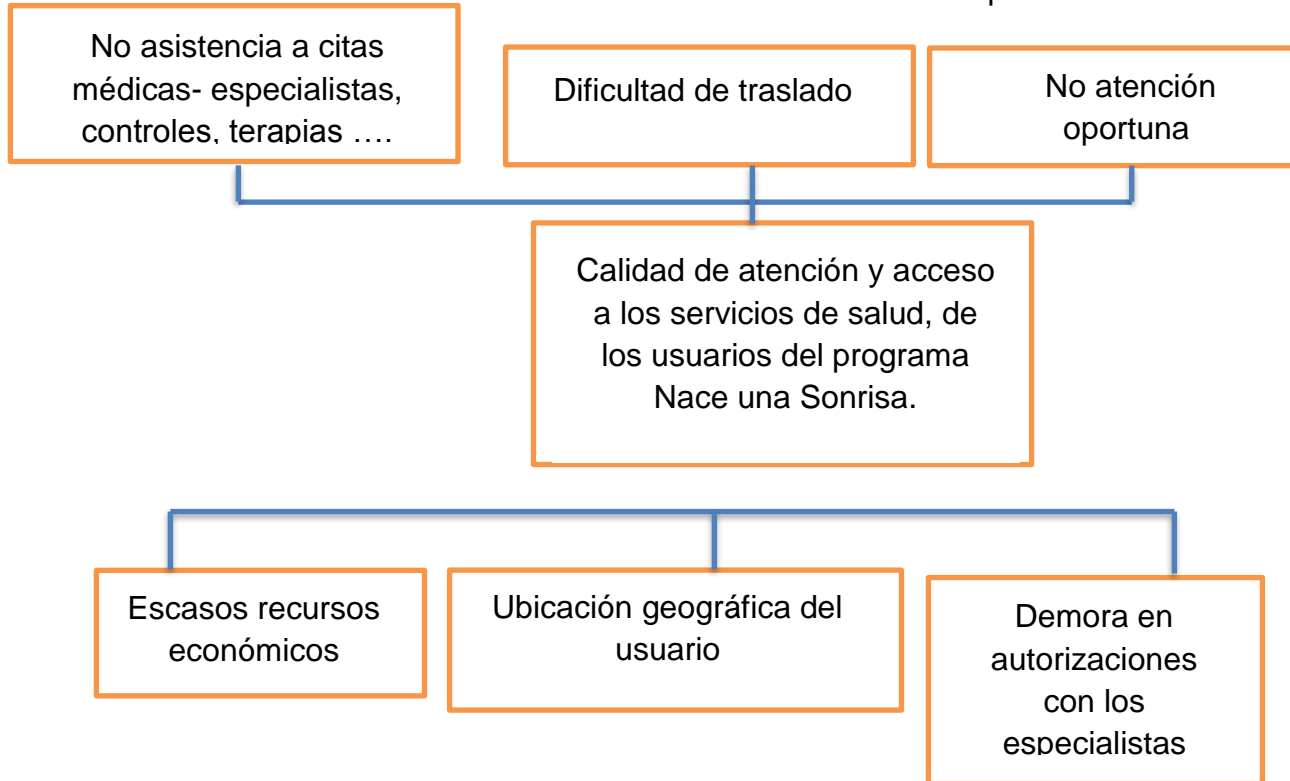 No asistencia a citas
médicas- especialistas,
controles, terapias ….
Dificultad de traslado
No atención
oportuna
Calidad de atención y acceso
a los servicios de salud, de
los usuarios del programa
Nace una Sonrisa.
Escasos recursos
económicos
Ubicación geográfica del
usuario
Demora en
autorizaciones
con los
especialistas